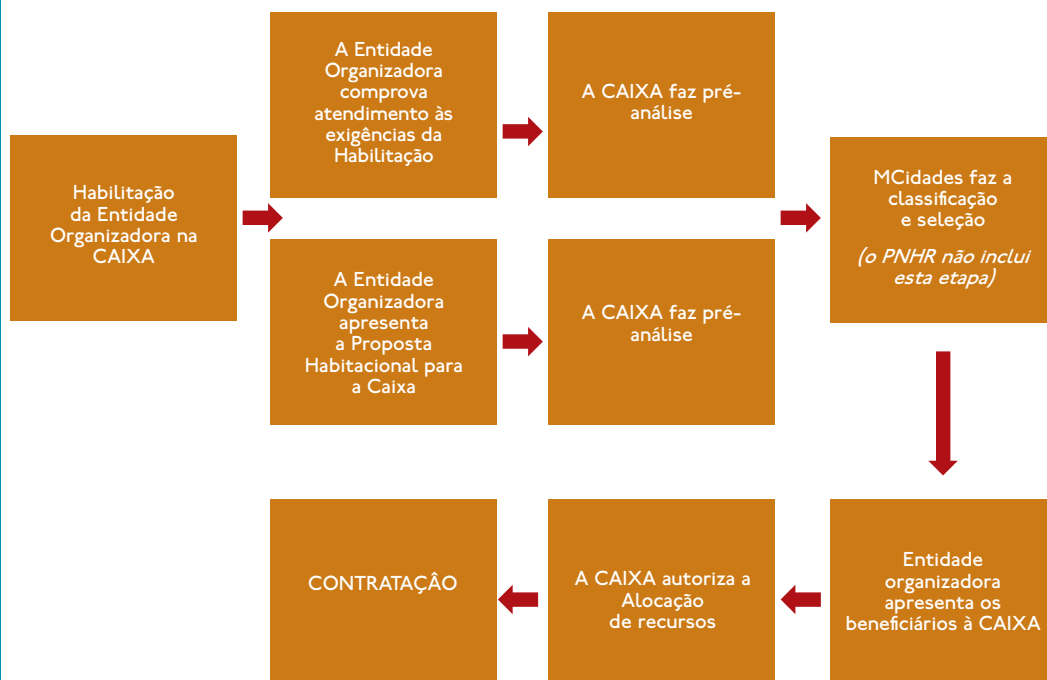 Habilitação
da Entidade
Organizadora na
CAIXA
A Entidade
Organizadora
comprova
atendimento às
exigências da
Habilitação
A CAIXA faz pré-
análise
A Entidade
Organizadora
apresenta
a Proposta
Habitacional para
a Caixa
A CAIXA faz pré-
análise
MCidades faz a
classificação
e seleção
(o PNHR não inclui
esta etapa)
Entidade
organizadora
apresenta os
beneficiários à CAIXA
A CAIXA autoriza a
Alocação
de recursos
CONTRATAÇÂO